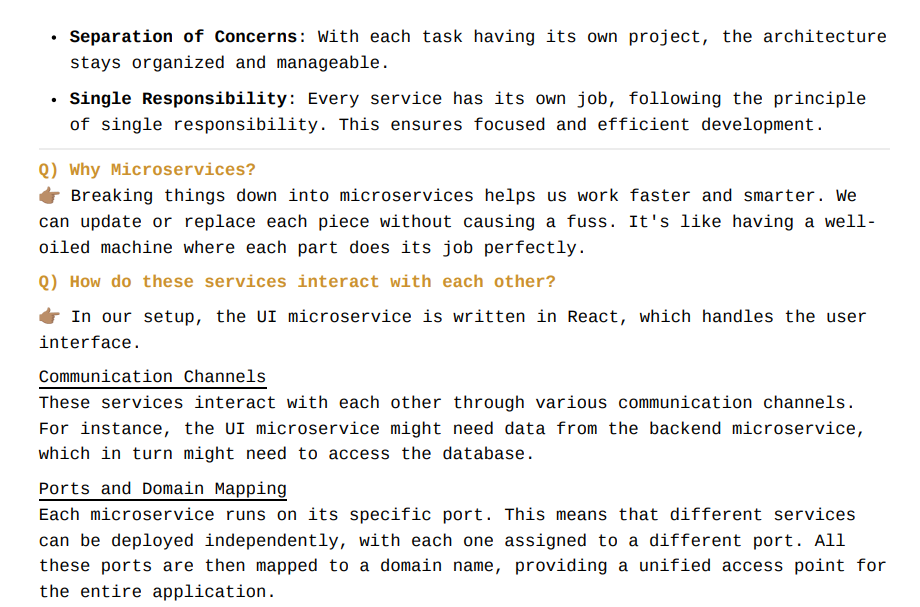 • Separation of Concerns: With each task having its own project, the architecture
stays organized and manageable.
• Single Responsibility: Every service has its own job, following the principle
of single responsibility. This ensures focused and efficient development.
Q) Why Microservices?
👉🏽 Breaking things down into microservices helps us work faster and smarter. We
can update or replace each piece without causing a fuss. It's like having a well-
oiled machine where each part does its job perfectly.
Q) How do these services interact with each other?
👉🏽 In our setup, the UI microservice is written in React, which handles the user
interface.
Communication Channels
These services interact with each other through various communication channels.
For instance, the UI microservice might need data from the backend microservice,
which in turn might need to access the database.
Ports and Domain Mapping
Each microservice runs on its specific port. This means that different services
can be deployed independently, with each one assigned to a different port. All
these ports are then mapped to a domain name, providing a unified access point for
the entire application.